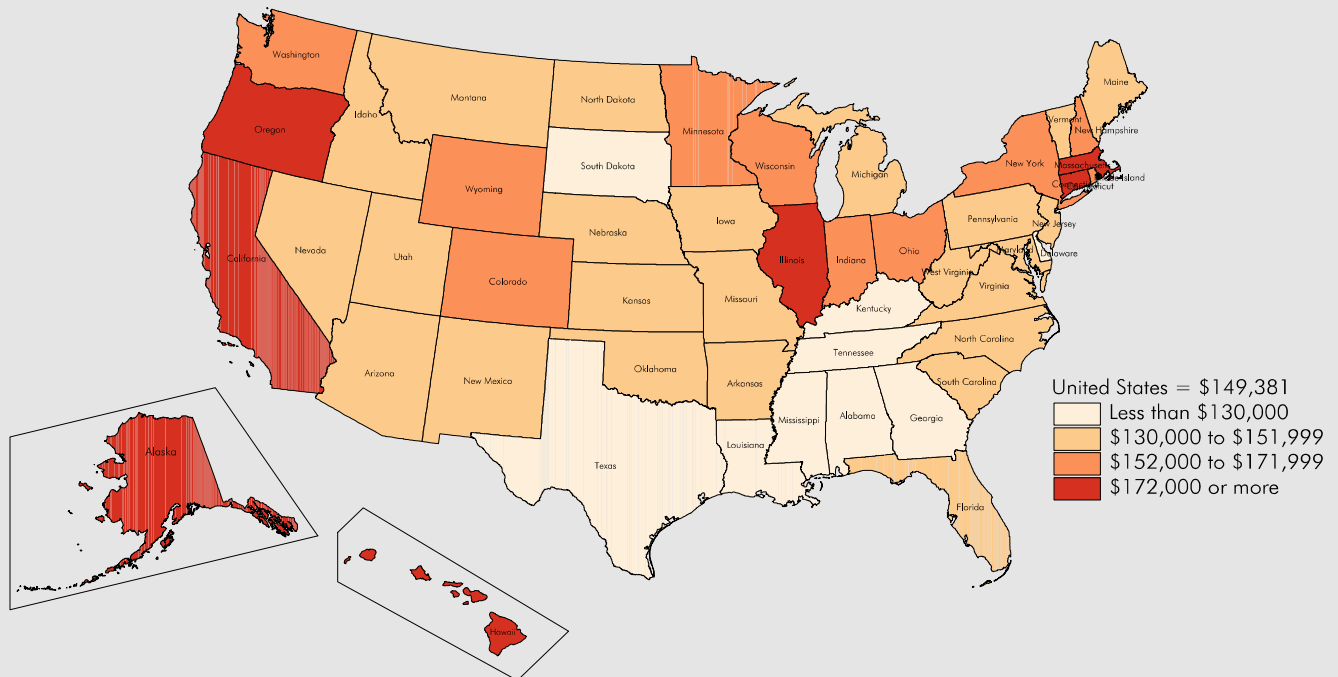 Washington
Montana
North Dakota
Minnesota
Maine
Idaho
Oregon
Vermont
New Hampshire
South Dakota
Wisconsin
New York
Michigan
Massachusetts
Wyoming
Iowa
Pennsylvania
New Jersey
Nebraska
Nevada
Utah
California
Colorado
Illinois
Indiana
Ohio
Maryland
Delaware
West Virginia
Virginia
Kansas
Missouri
Kentucky
North Carolina
Tennessee
Arizona
New Mexico
Oklahoma
Arkansas
South Carolina
Mississippi
Alabama
Georgia
Louisiana
Texas
Florida
Alaska
Hawaii
United States = $149,381
Less than $130,000
$130,000 to $151,999
$152,000 to $171,999
$172,000 or more